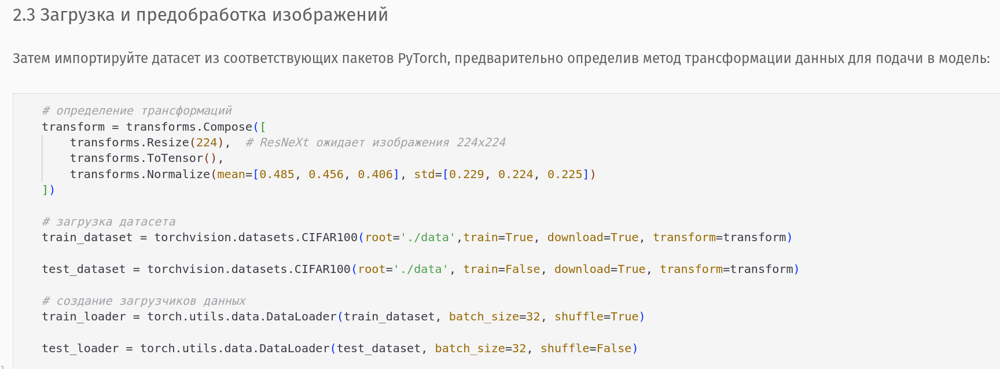 2.3 Загрузка и предобработка изображений
Затем импортируйте датасет из соответствующих пакетов PyTorch, предварительно определив метод трансформации данных для подачи в модель:
# определение трансформаций
transform = transforms.Compose([
    transforms.Resize(224),  # ResNeXt ожидает изображения 224x224
    transforms.ToTensor(),
    transforms.Normalize(mean=[0.485, 0.456, 0.406], std=[0.229, 0.224, 0.225])
])
# загрузка датасета
train_dataset = torchvision.datasets.CIFAR100(root='./data',train=True, download=True, transform=transform)
test_dataset = torchvision.datasets.CIFAR100(root='./data', train=False, download=True, transform=transform)
# создание загрузчиков данных
train_loader = torch.utils.data.DataLoader(train_dataset, batch_size=32, shuffle=True)
test_loader = torch.utils.data.DataLoader(test_dataset, batch_size=32, shuffle=False)